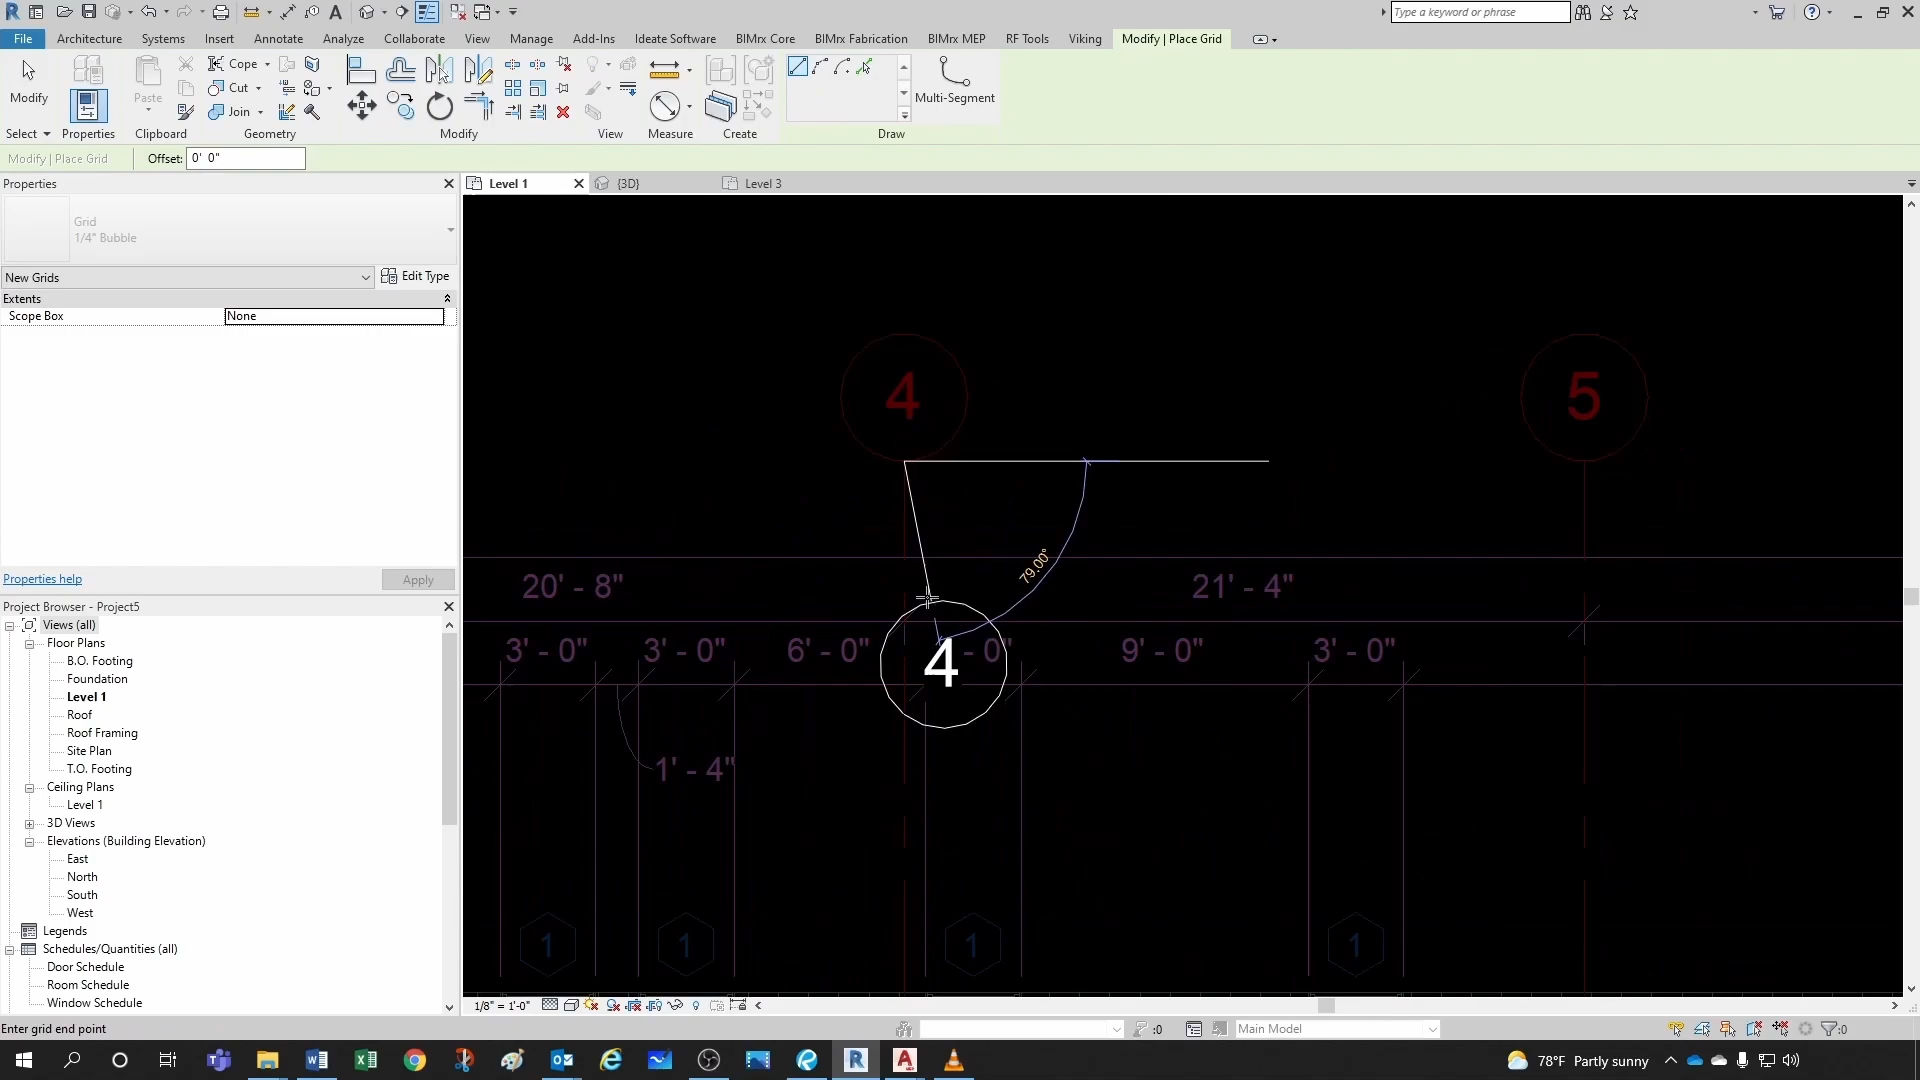 Type a keyword or phrase
File Architecture Systems Insert Annotate Analyze Collaborate View Manage Add-Ins Ideate Software BIMrx Core BIMrx Fabrication BIMrx MEP RF Tools Viking Modify | Place Grid
Modify
Paste
Cope
Cut
Join
Multi-Segment
Select Properties Clipboard Geometry Modify View Measure Create Draw
Modify | Place Grid Offset: 0' 0"
Properties
Level 1 {3D} Level 3
Grid
1/4" Bubble
New Grids Edit Type
Extents
Scope Box None
Properties help Apply
Project Browser - Project5
Views (all)
Floor Plans
B.O. Footing
Foundation
Level 1
Roof
Roof Framing
Site Plan
T.O. Footing
Ceiling Plans
Level 1
3D Views
Elevations (Building Elevation)
East
North
South
West
Legends
Schedules/Quantities (all)
Door Schedule
Room Schedule
Window Schedule
4 5
79.00°
20' - 8" 21' - 4"
3' - 0" 3' - 0" 6' - 0" 4 - 0" 9' - 0" 3' - 0"
1' - 4"
1 1 1 1
1/8" = 1'-0"
Enter grid end point :0 Main Model :0
78°F Partly sunny